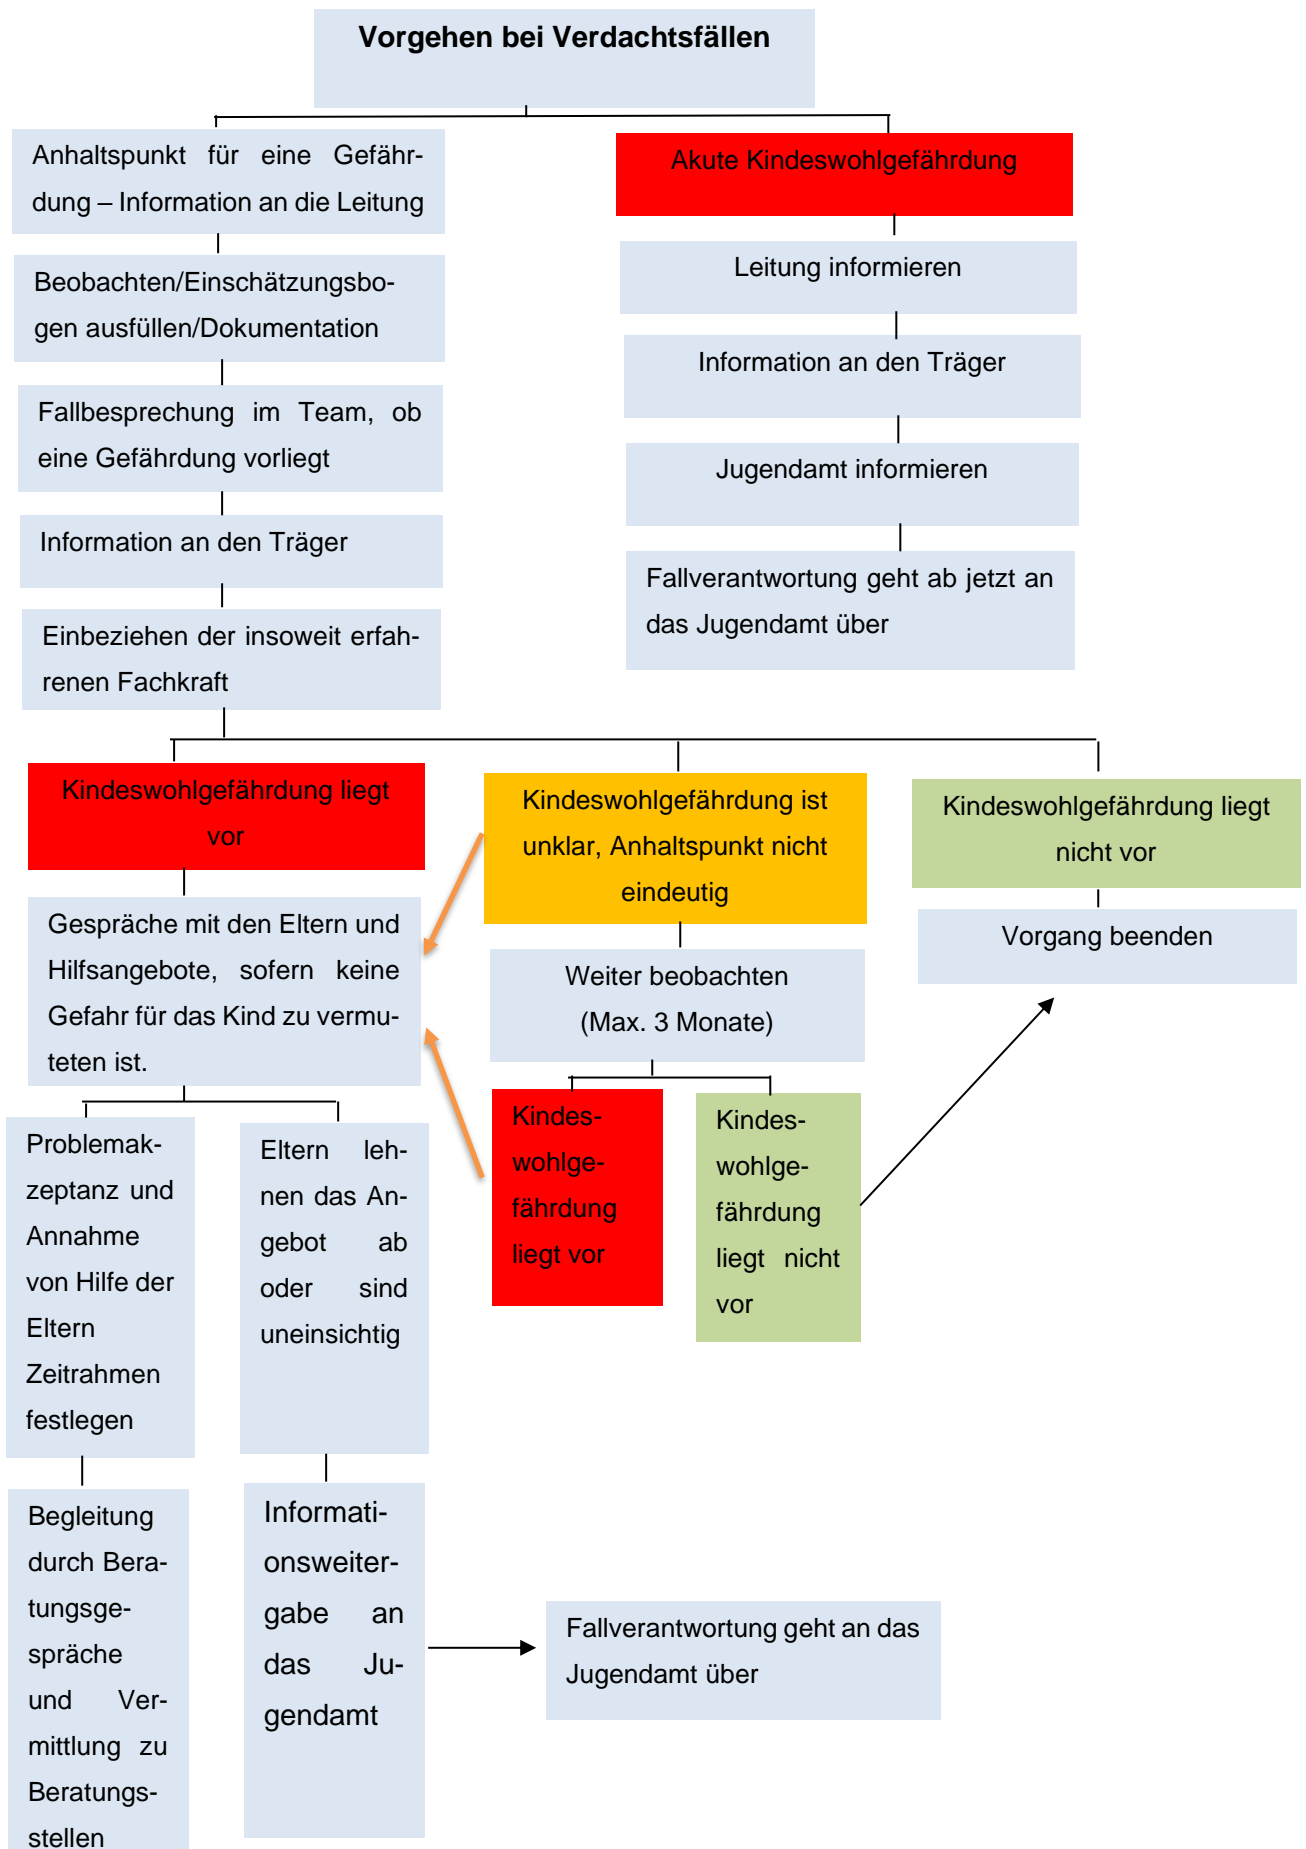 Vorgehen bei Verdachtsfällen
Anhaltspunkt für eine Gefähr-
dung – Information an die Leitung
Beobachten/Einschätzungsbo-
gen ausfüllen/Dokumentation
Fallbesprechung im Team, ob
eine Gefährdung vorliegt
Information an den Träger
Einbeziehen der insoweit erfah-
renen Fachkraft
Akute Kindeswohlgefährdung
Leitung informieren
Information an den Träger
Jugendamt informieren
Fallverantwortung geht ab jetzt an
das Jugendamt über
Kindeswohlgefährdung liegt
vor
Gespräche mit den Eltern und
Hilfsangebote, sofern keine
Gefahr für das Kind zu vermu-
teten ist.
Problemak-
zeptanz und
Annahme
von Hilfe der
Eltern
Zeitrahmen
festlegen
Begleitung
durch Bera-
tungsge-
spräche
und Ver-
mittlung zu
Beratungs-
stellen
Eltern leh-
nen das An-
gebot ab
oder sind
uneinsichtig
Informati-
onsweiter-
gabe an
das Ju-
gendamt
Fallverantwortung geht an das
Jugendamt über
Kindeswohlgefährdung ist
unklar, Anhaltspunkt nicht
eindeutig
Weiter beobachten
(Max. 3 Monate)
Kindes-
wohlge-
fährdung
liegt vor
Kindes-
wohlge-
fährdung
liegt nicht
vor
Kindeswohlgefährdung liegt
nicht vor
Vorgang beenden